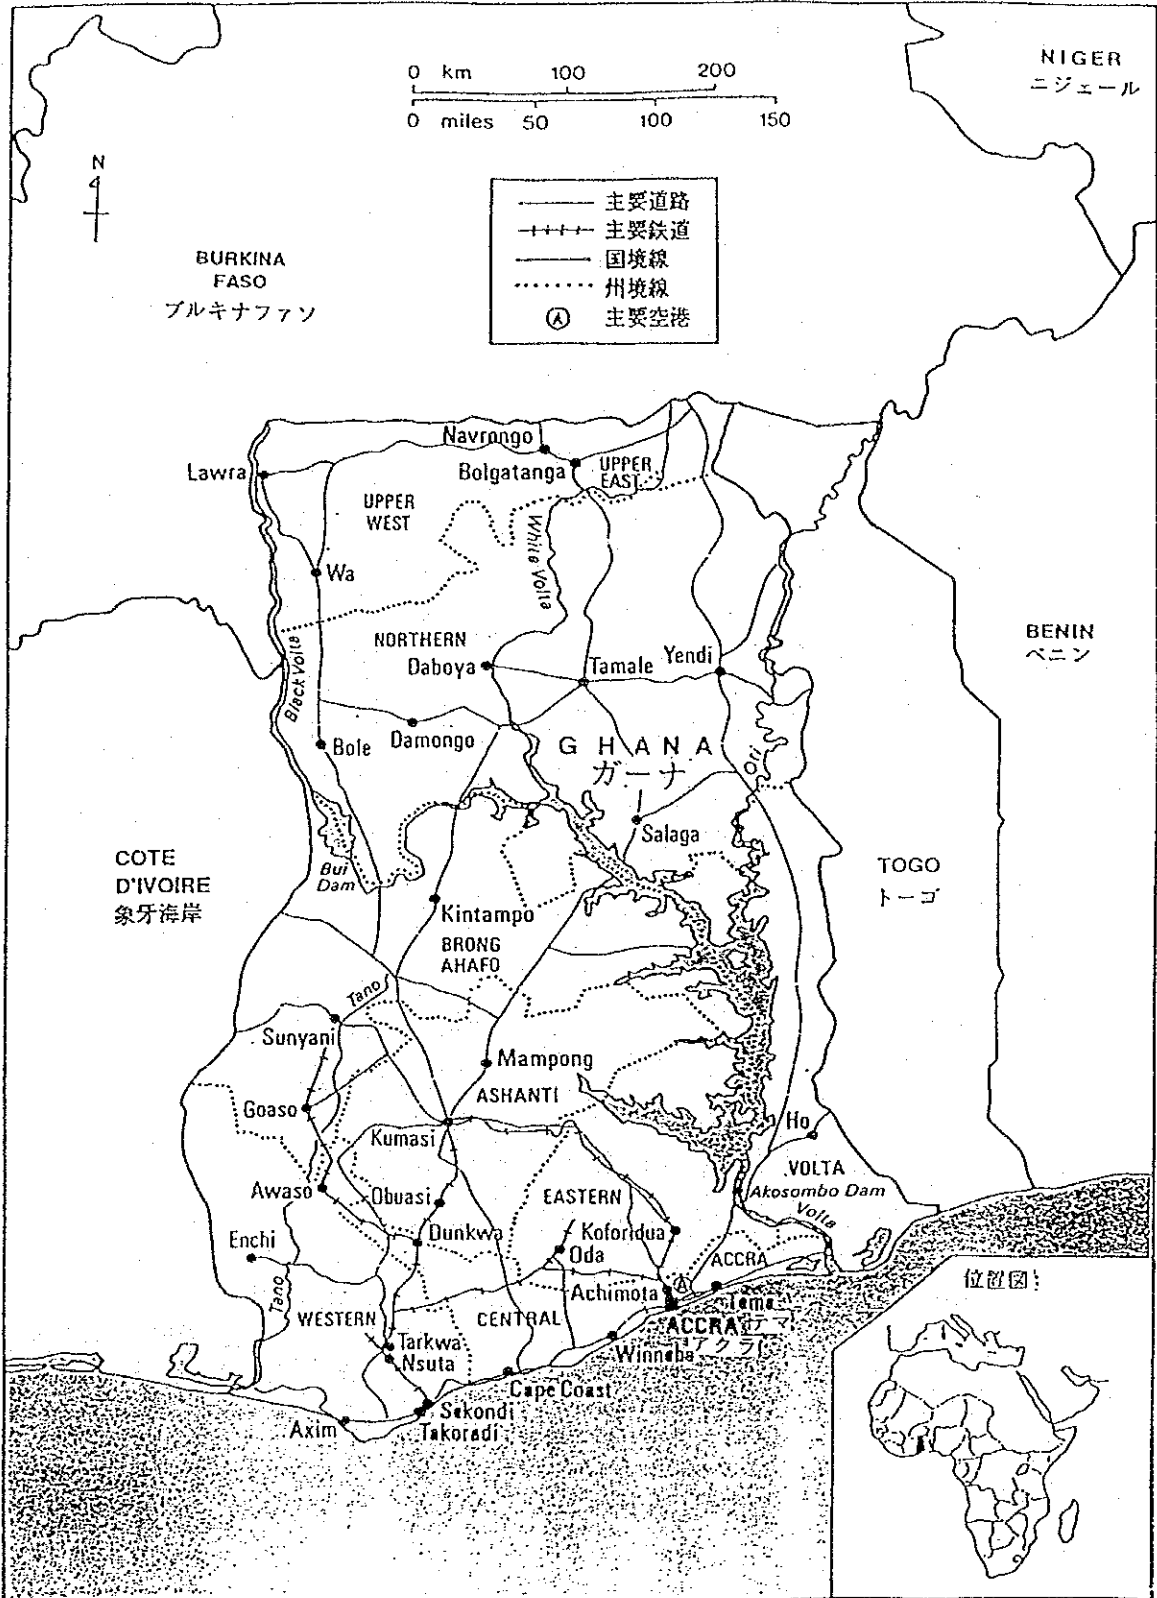 NIGER
ニジェール
0 km 100 200
0 miles 50 100 150
N
主要道路
主要鉄道
国境線
州境線
A 主要空港
BURKINA
FASO
ブルキナファソ
Navrongo
Lawra
Bolgatanga
UPPER
EAST
UPPER
WEST
White Volta
Wa
BENIN
ベニン
NORTHERN
Daboya
Tamale
Yendi
Black Volta
Bole
Damongo
GHANA
ガーナ
Oti
Salaga
COTE
D'IVOIRE
象牙海岸
Bui
Dam
TOGO
トーゴ
Kintampo
BRONG
AHAFO
Tano
Sunyani
Mampong
ASHANTI
Goaso
Kumasi
Ho
VOLTA
Akosombo Dam
Volta
Awaso
Obuasi
EASTERN
Koforidua
Dunkwa
Oda
Enchi
ACCRA
A
Achimota
Tema
テマ
ACCRA
アクラ
位置図
Tano
WESTERN
CENTRAL
Tarkwa
Nsuta
Winneba
Cape Coast
Sekondi
Takoradi
Axim